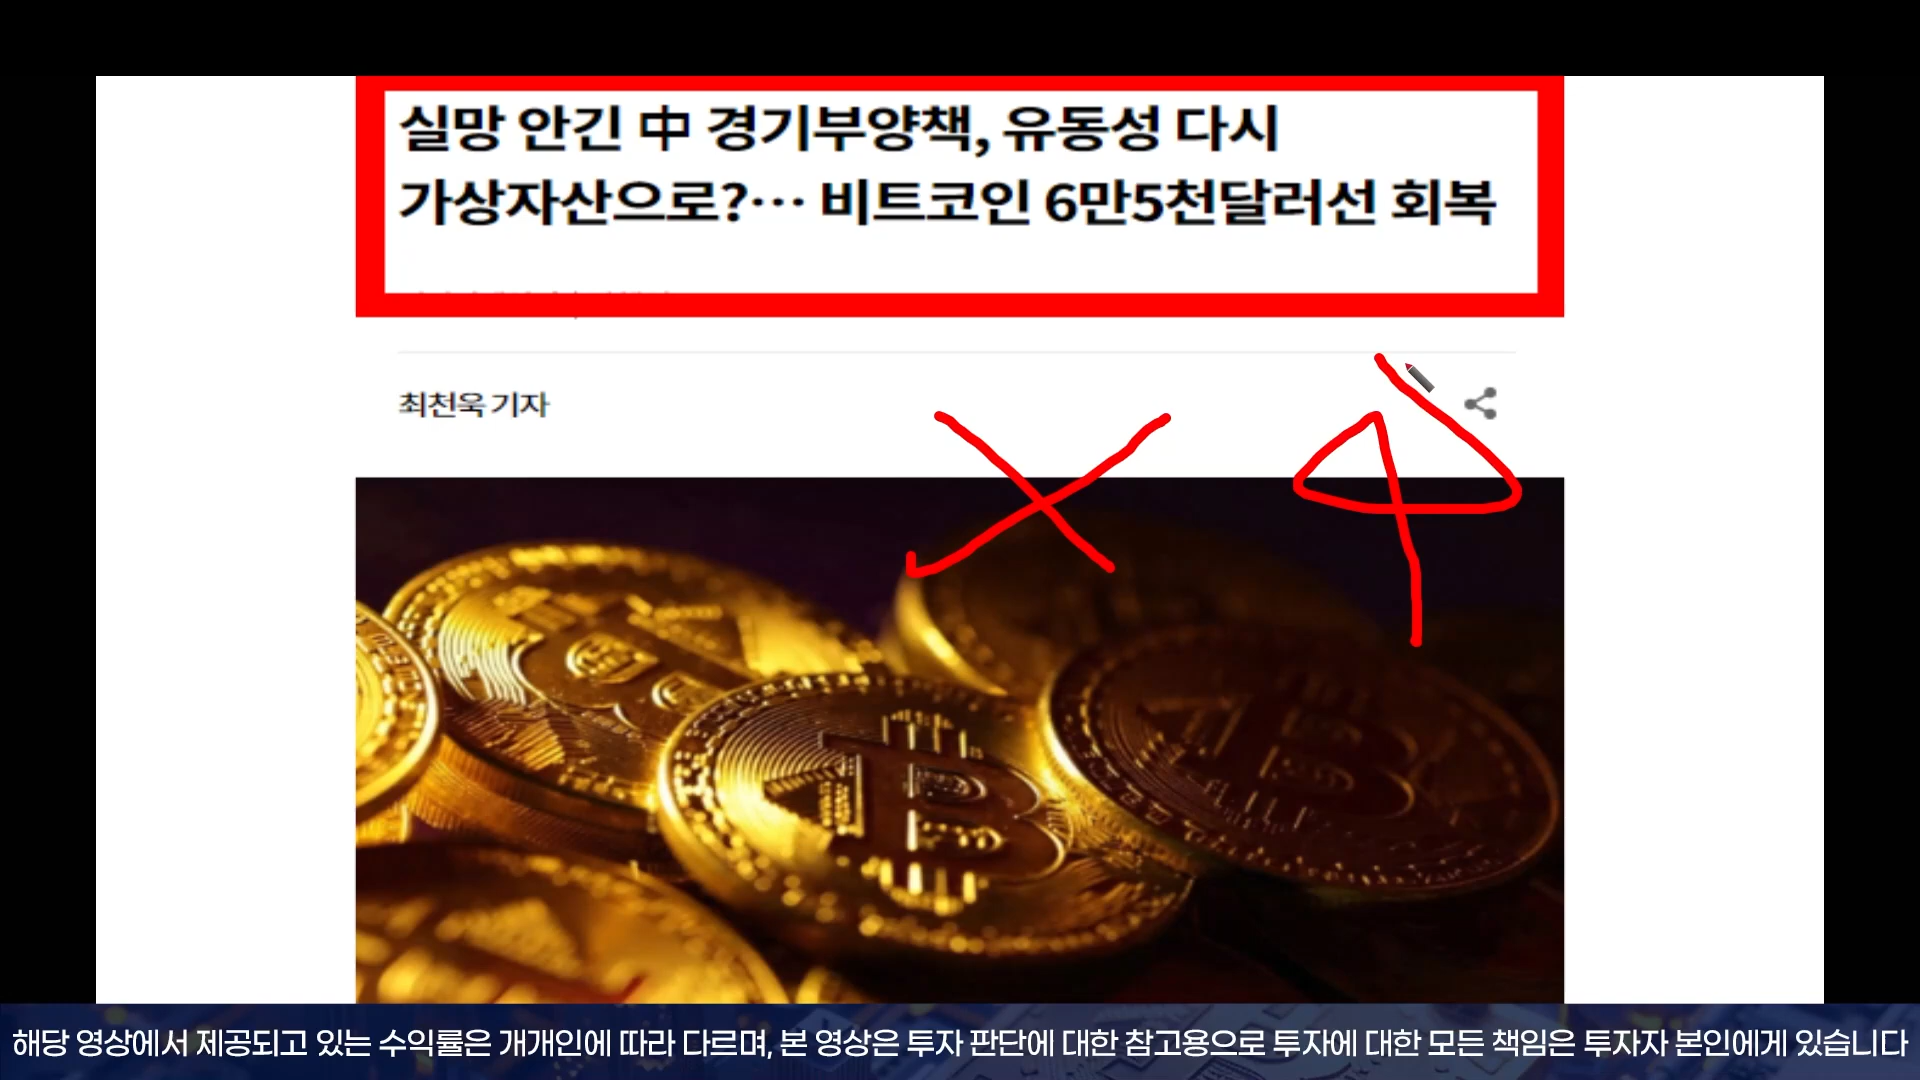 실망 안긴 中 경기부양책, 유동성 다시
가상자산으로?… 비트코인 6만5천달러선 회복
최천욱 기자
해당 영상에서 제공되고 있는 수익률은 개개인에 따라 다르며, 본 영상은 투자 판단에 대한 참고용으로 투자에 대한 모든 책임은 투자자 본인에게 있습니다